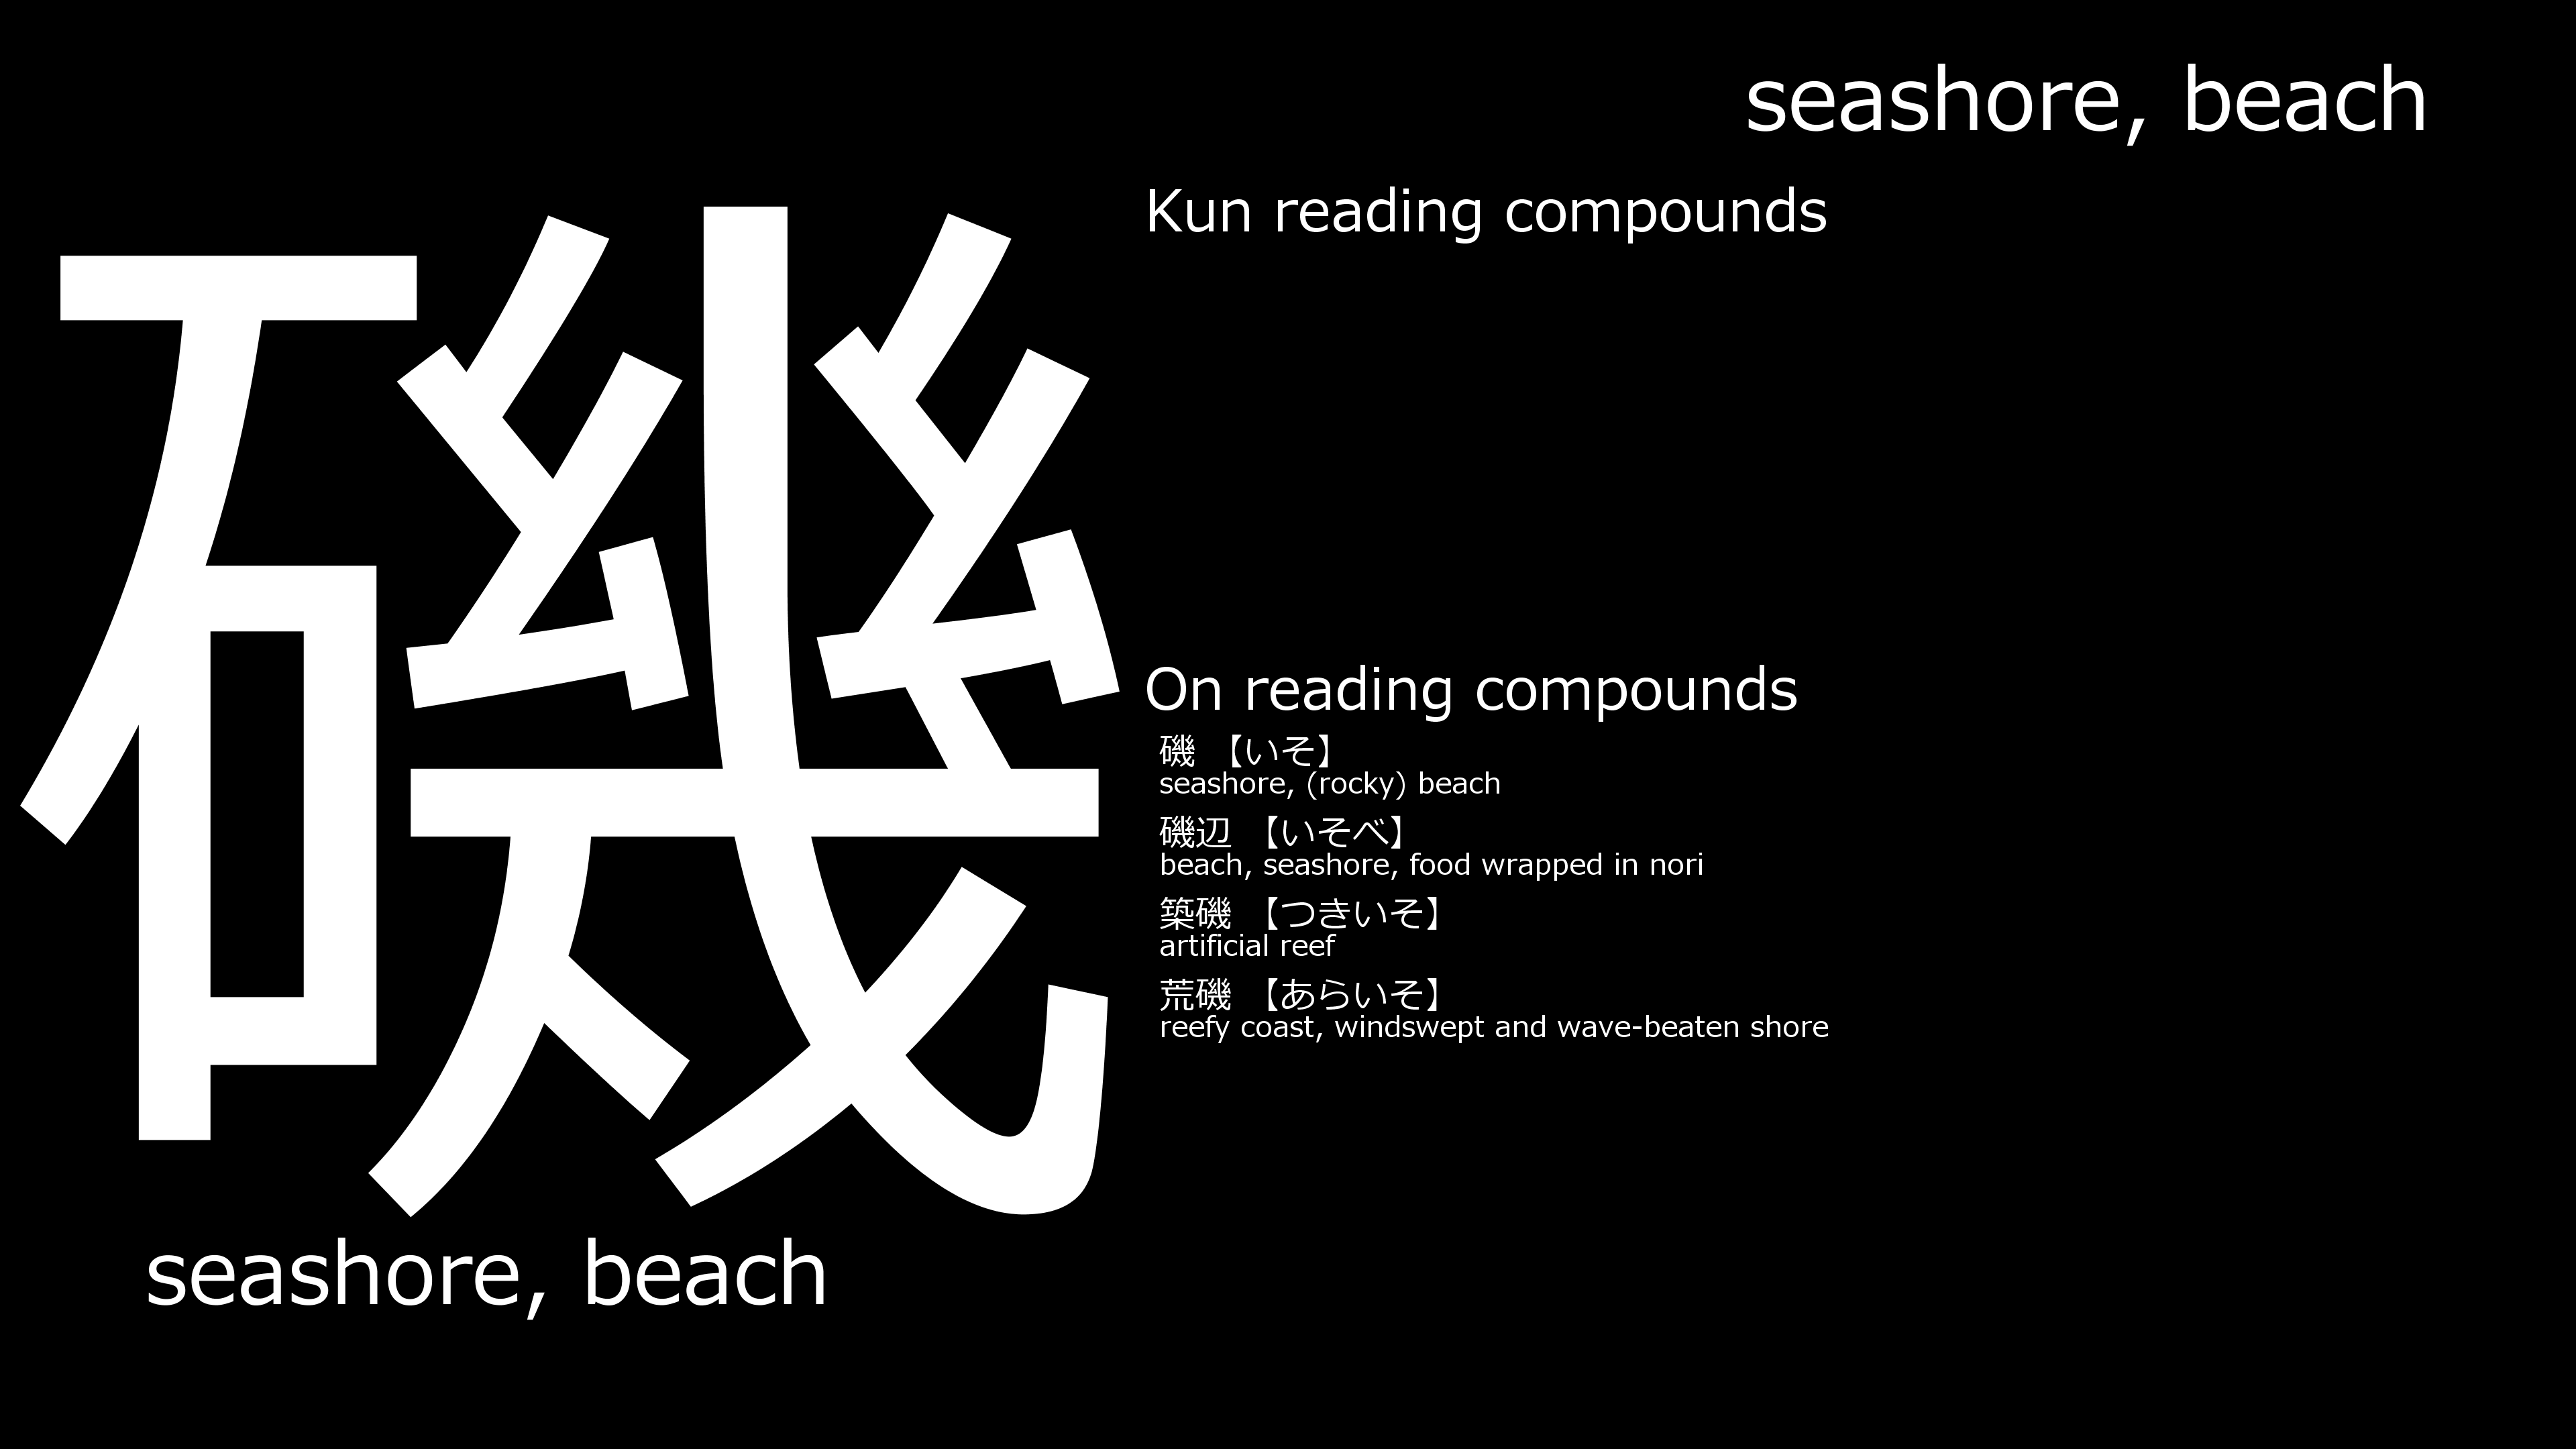 seashore, beach
磯
seashore, beach
Kun reading compounds
On reading compounds
磯 【いそ】
seashore, (rocky) beach
磯辺 【いそべ】
beach, seashore, food wrapped in nori
築磯 【つきいそ】
artificial reef
荒磯 【あらいそ】
reefy coast, windswept and wave-beaten shore